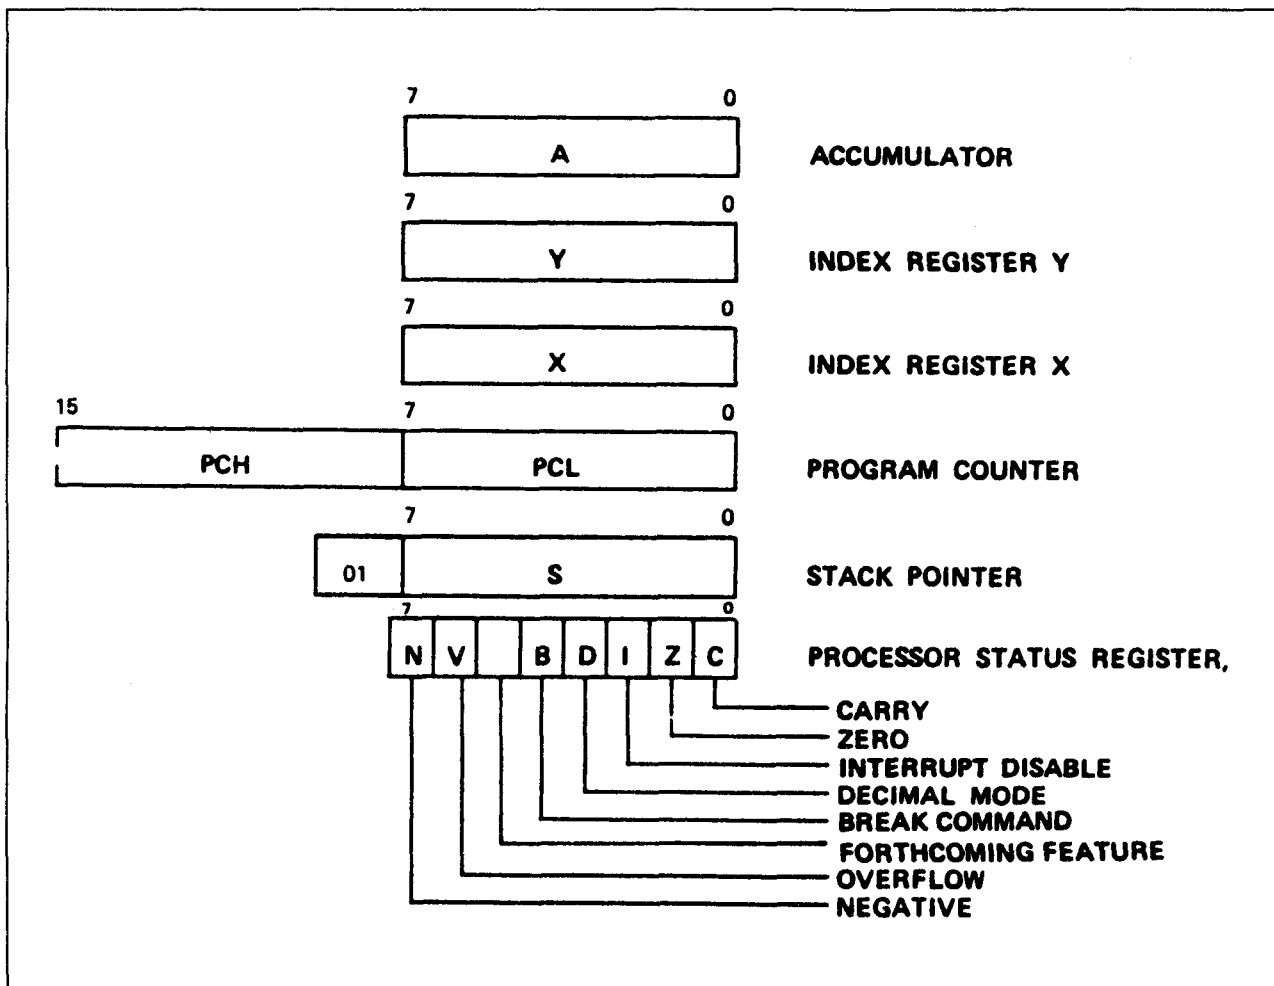 7 0
A ACCUMULATOR
7 0
Y INDEX REGISTER Y
7 0
X INDEX REGISTER X
15 7 0
PCH PCL PROGRAM COUNTER
7 0
01 S STACK POINTER
7 0
N V B D I Z C PROCESSOR STATUS REGISTER,
CARRY
ZERO
INTERRUPT DISABLE
DECIMAL MODE
BREAK COMMAND
FORTHCOMING FEATURE
OVERFLOW
NEGATIVE